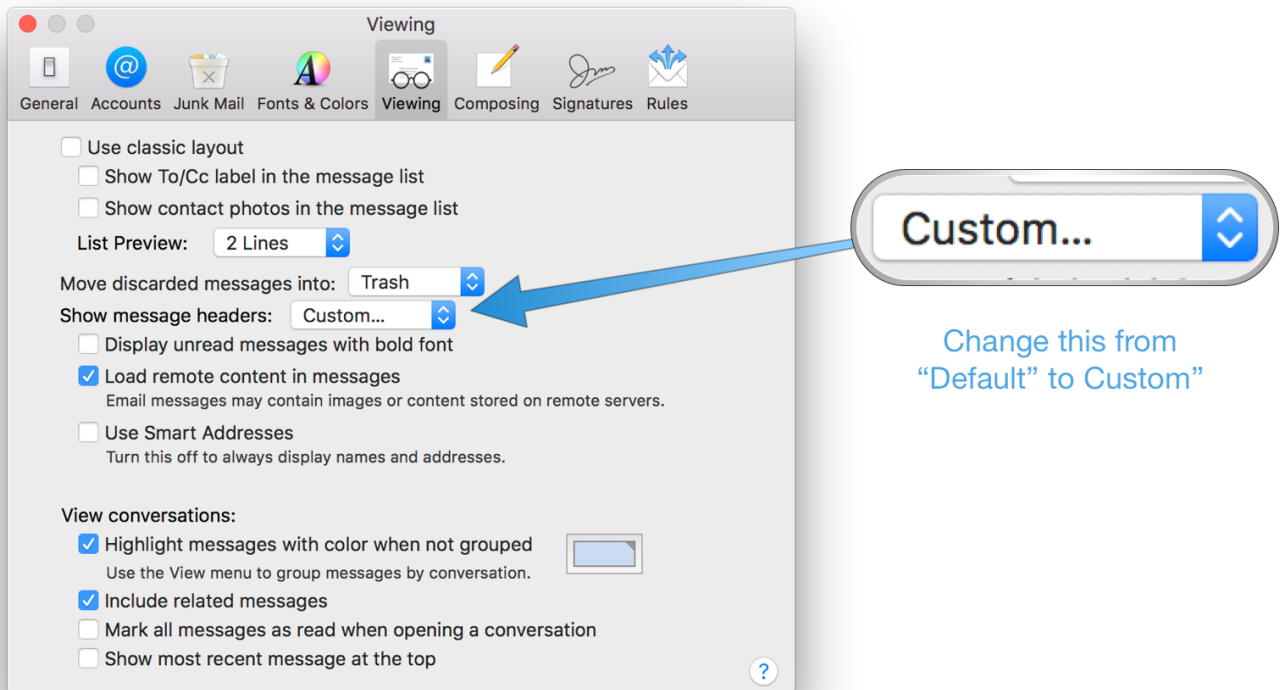 Viewing
General Accounts Junk Mail Fonts & Colors Viewing Composing Signatures Rules
Use classic layout
Show To/Cc label in the message list
Show contact photos in the message list
List Preview: 2 Lines
Move discarded messages into: Trash
Show message headers: Custom...
Display unread messages with bold font
Load remote content in messages
Email messages may contain images or content stored on remote servers.
Use Smart Addresses
Turn this off to always display names and addresses.
View conversations:
Highlight messages with color when not grouped
Use the View menu to group messages by conversation.
Include related messages
Mark all messages as read when opening a conversation
Show most recent message at the top
?
Custom...
Change this from
“Default” to Custom”